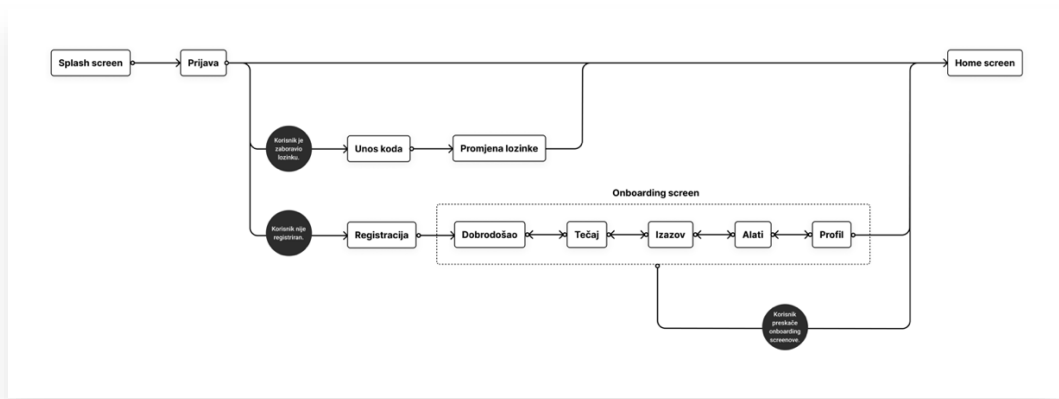 Splash screen
Prijava
Home screen
Korisnik je
zaboravio
lozinku.
Unos koda
Promjena lozinke
Onboarding screen
Korisnik nije
registriran.
Registracija
Dobrodošao
Tečaj
Izazov
Alati
Profil
Korisnik
preskače
onboarding
screenove.